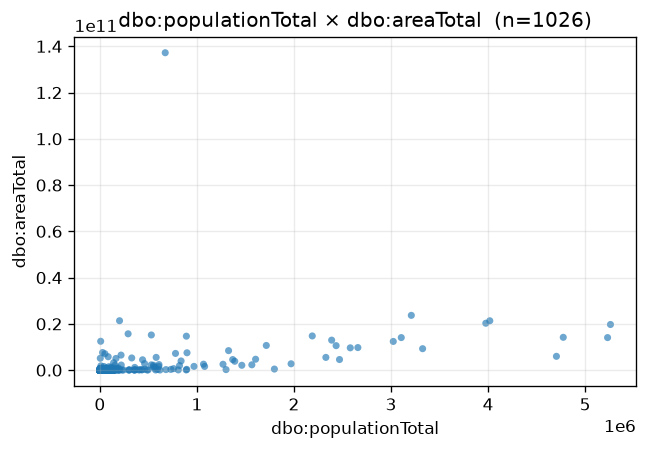 dbo:populationTotal × dbo:areaTotal  (n=1026)
1e11
1.4
1.2
1.0
0.8
0.6
0.4
0.2
0.0
dbo:areaTotal
0 1 2 3 4 5
1e6
dbo:populationTotal